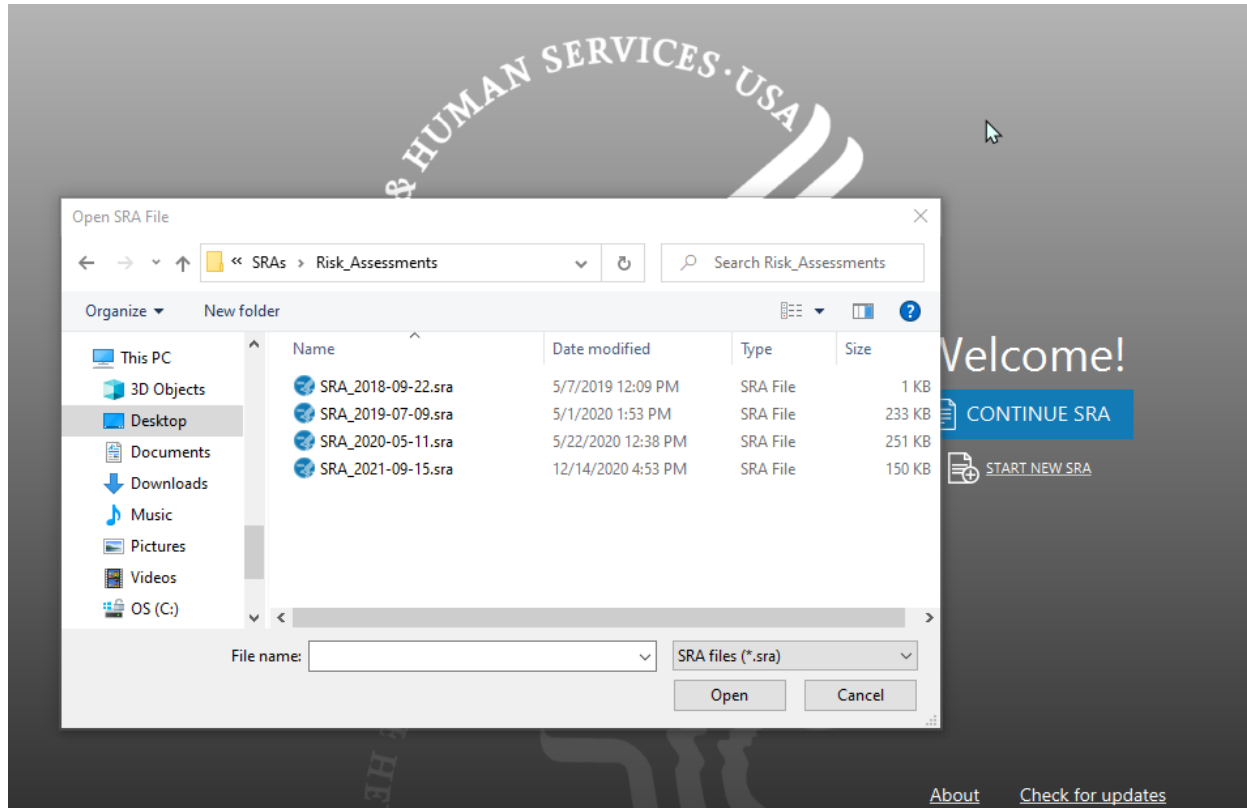 & HUMAN SERVICES · USA
Open SRA File
« SRAs › Risk_Assessments
Search Risk_Assessments
Organize
New folder
Name Date modified Type Size
This PC
3D Objects
Desktop
Documents
Downloads
Music
Pictures
Videos
OS (C:)
SRA_2018-09-22.sra 5/7/2019 12:09 PM SRA File 1 KB
SRA_2019-07-09.sra 5/1/2020 1:53 PM SRA File 233 KB
SRA_2020-05-11.sra 5/22/2020 12:38 PM SRA File 251 KB
SRA_2021-09-15.sra 12/14/2020 4:53 PM SRA File 150 KB
File name:
SRA files (*.sra)
Open
Cancel
Velcome!
CONTINUE SRA
START NEW SRA
E HE
About
Check for updates